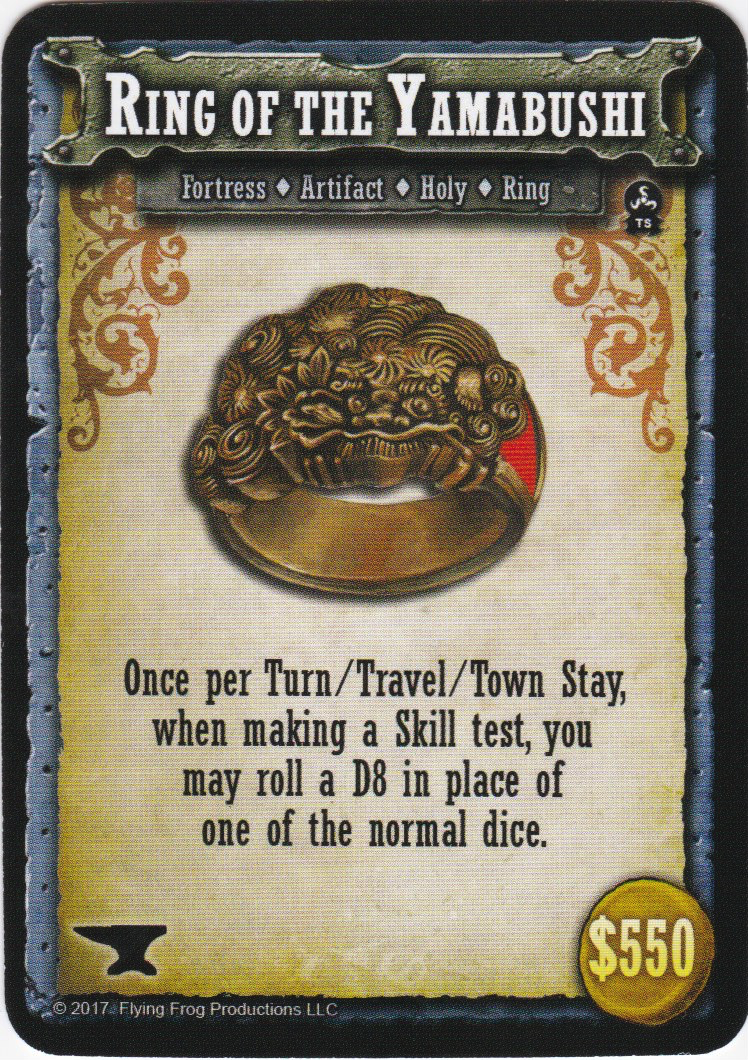 Ring of the Yamabushi
Fortress ♦ Artifact ♦ Holy ♦ Ring
TS
Once per Turn/Travel/Town Stay,
when making a Skill test, you
may roll a D8 in place of
one of the normal dice.
$550
© 2017 Flying Frog Productions LLC